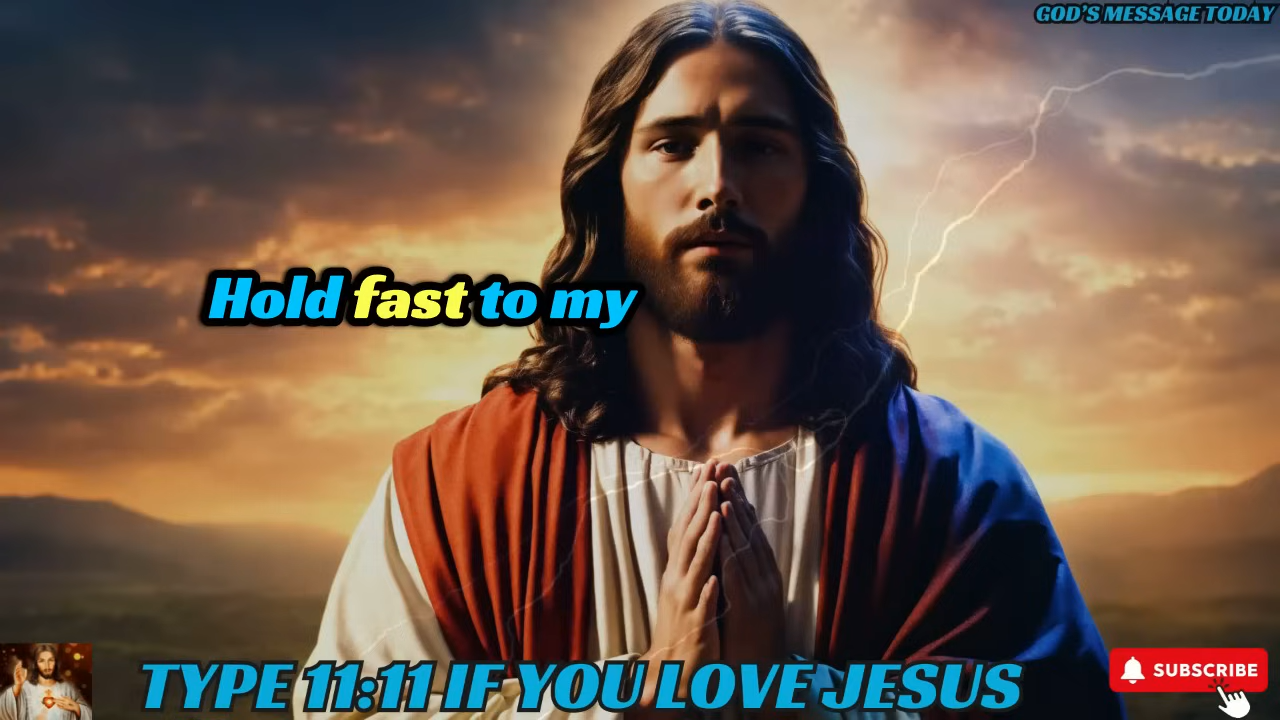 GOD'S MESSAGE TODAY
Hold fast to my
TYPE 11:11 IF YOU LOVE JESUS
SUBSCRIBE